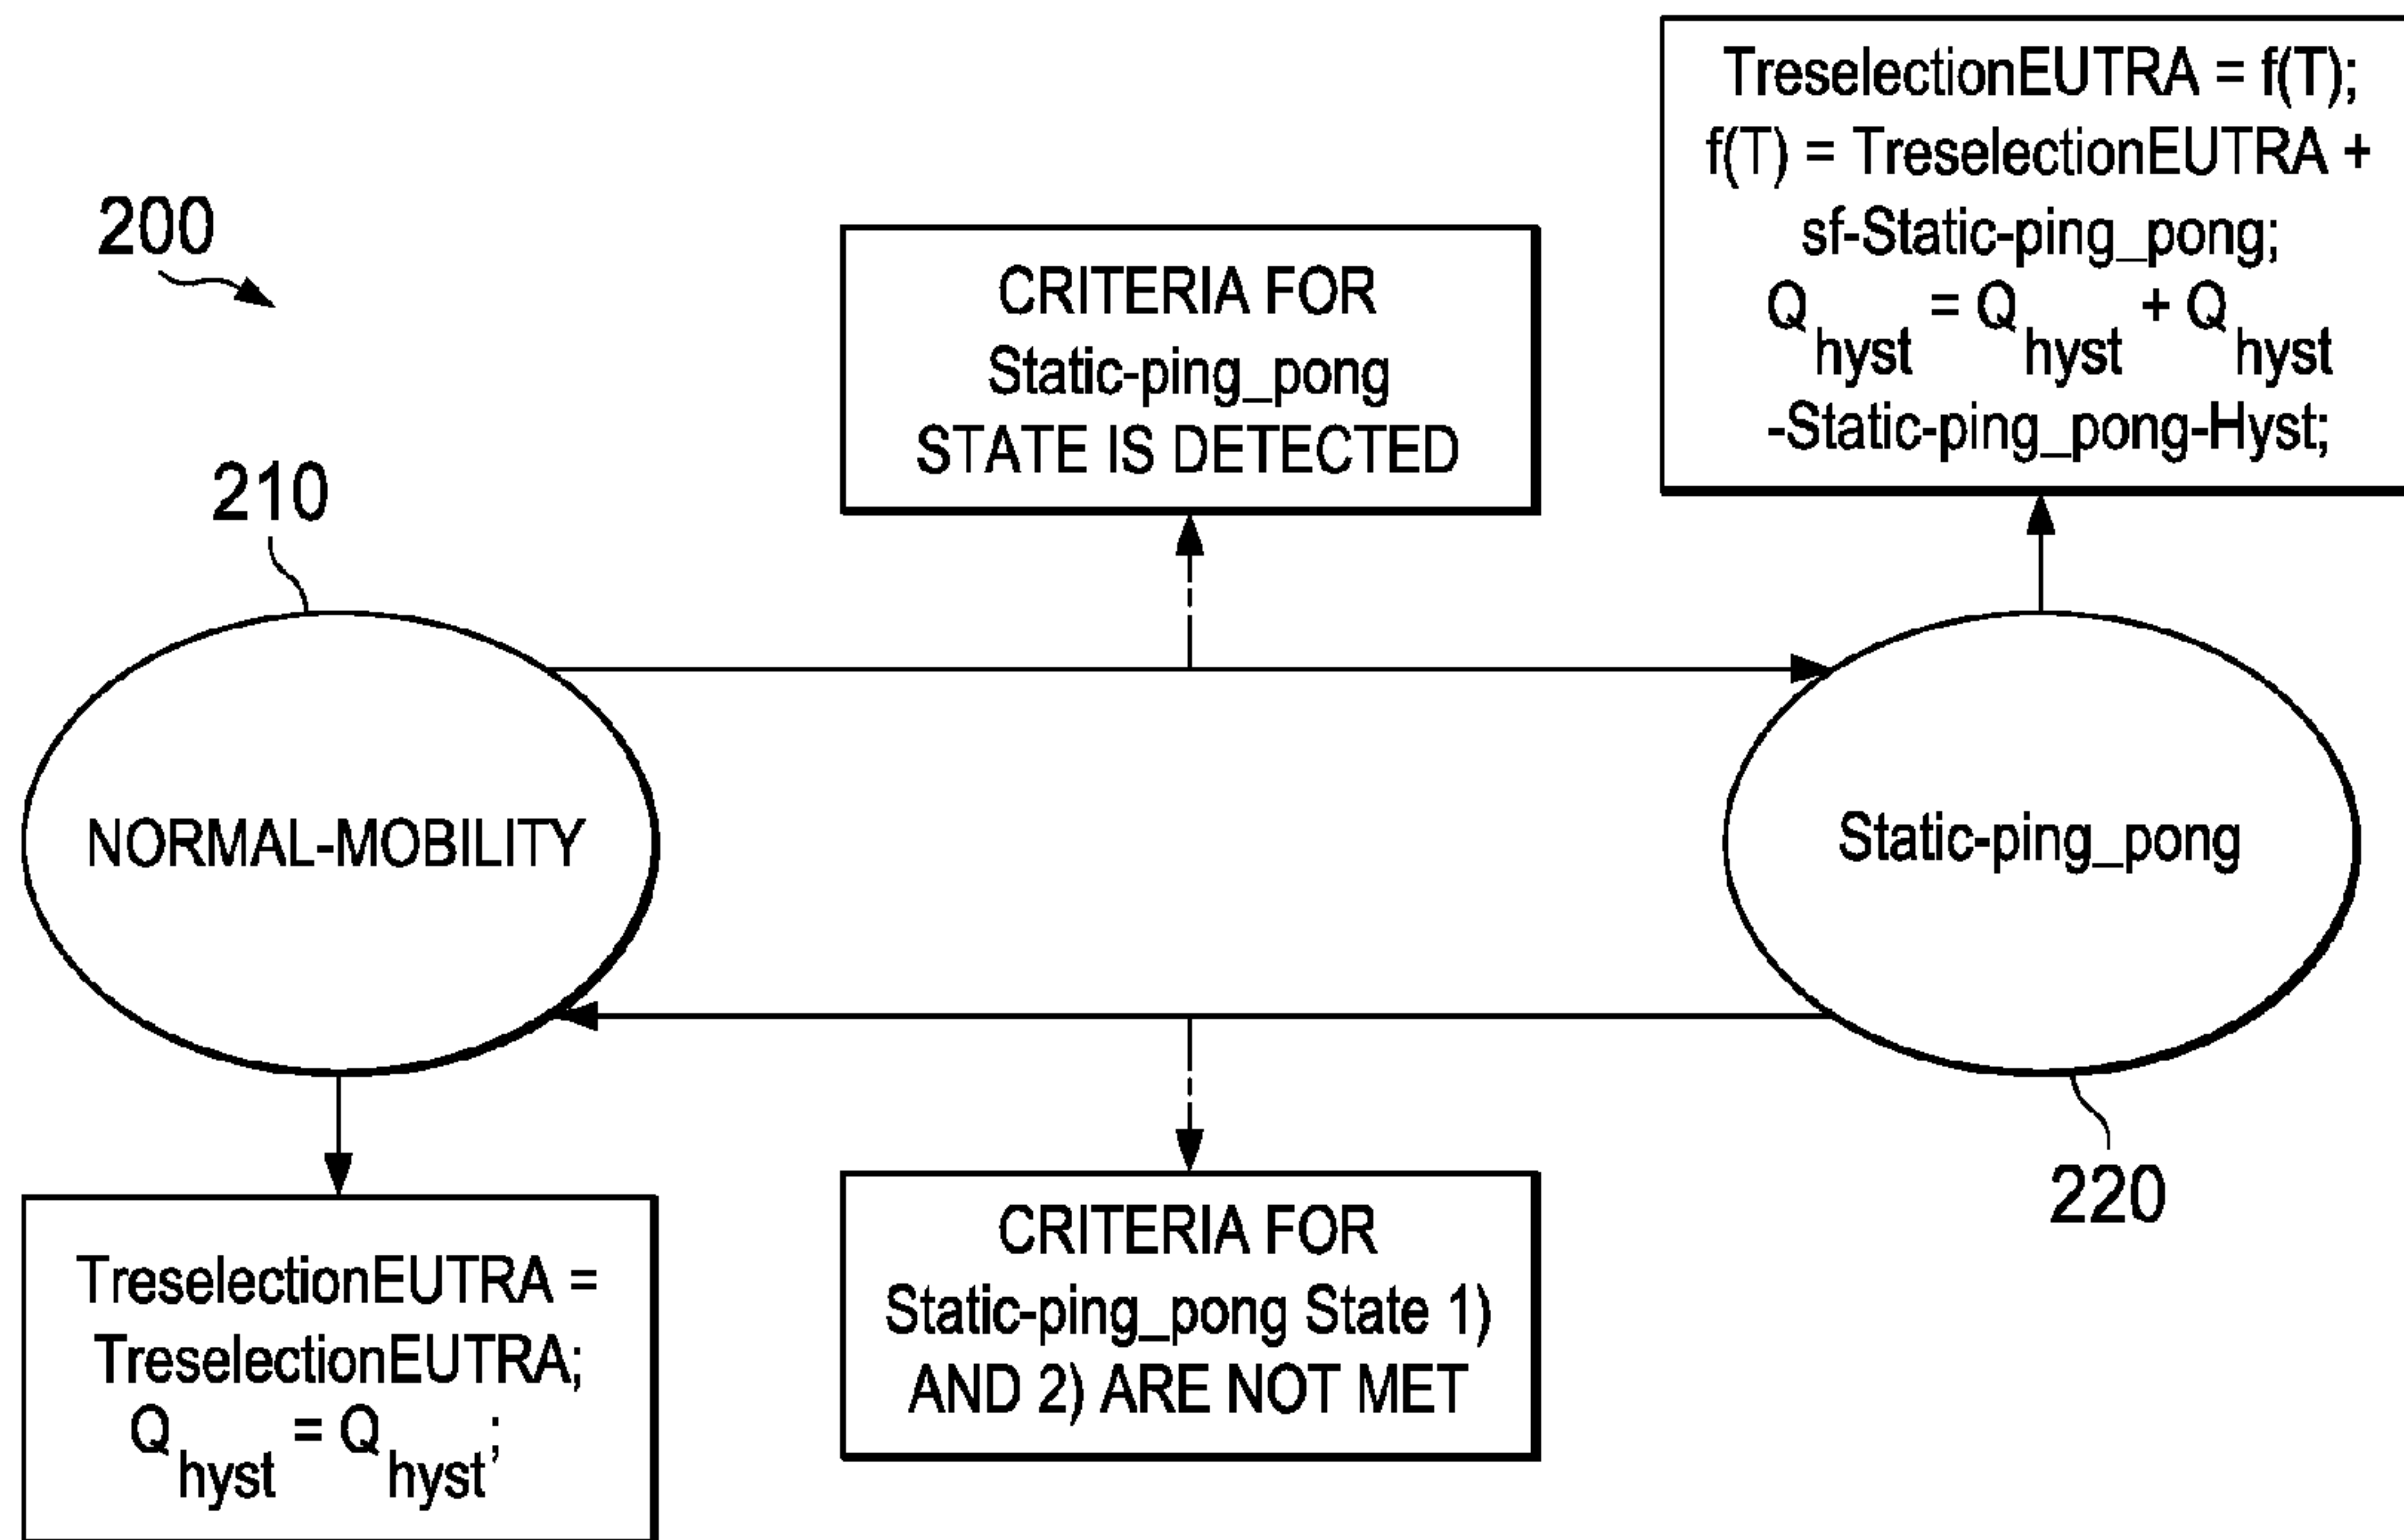 200
210
CRITERIA FOR
Static-ping_pong
STATE IS DETECTED
TreselectionEUTRA = f(T);
f(T) = TreselectionEUTRA +
sf-Static-ping_pong;
Q hyst = Q hyst + Q hyst
-Static-ping_pong-Hyst;
NORMAL-MOBILITY
Static-ping_pong
220
TreselectionEUTRA =
TreselectionEUTRA;
Q hyst = Q hyst;
CRITERIA FOR
Static-ping_pong State 1)
AND 2) ARE NOT MET